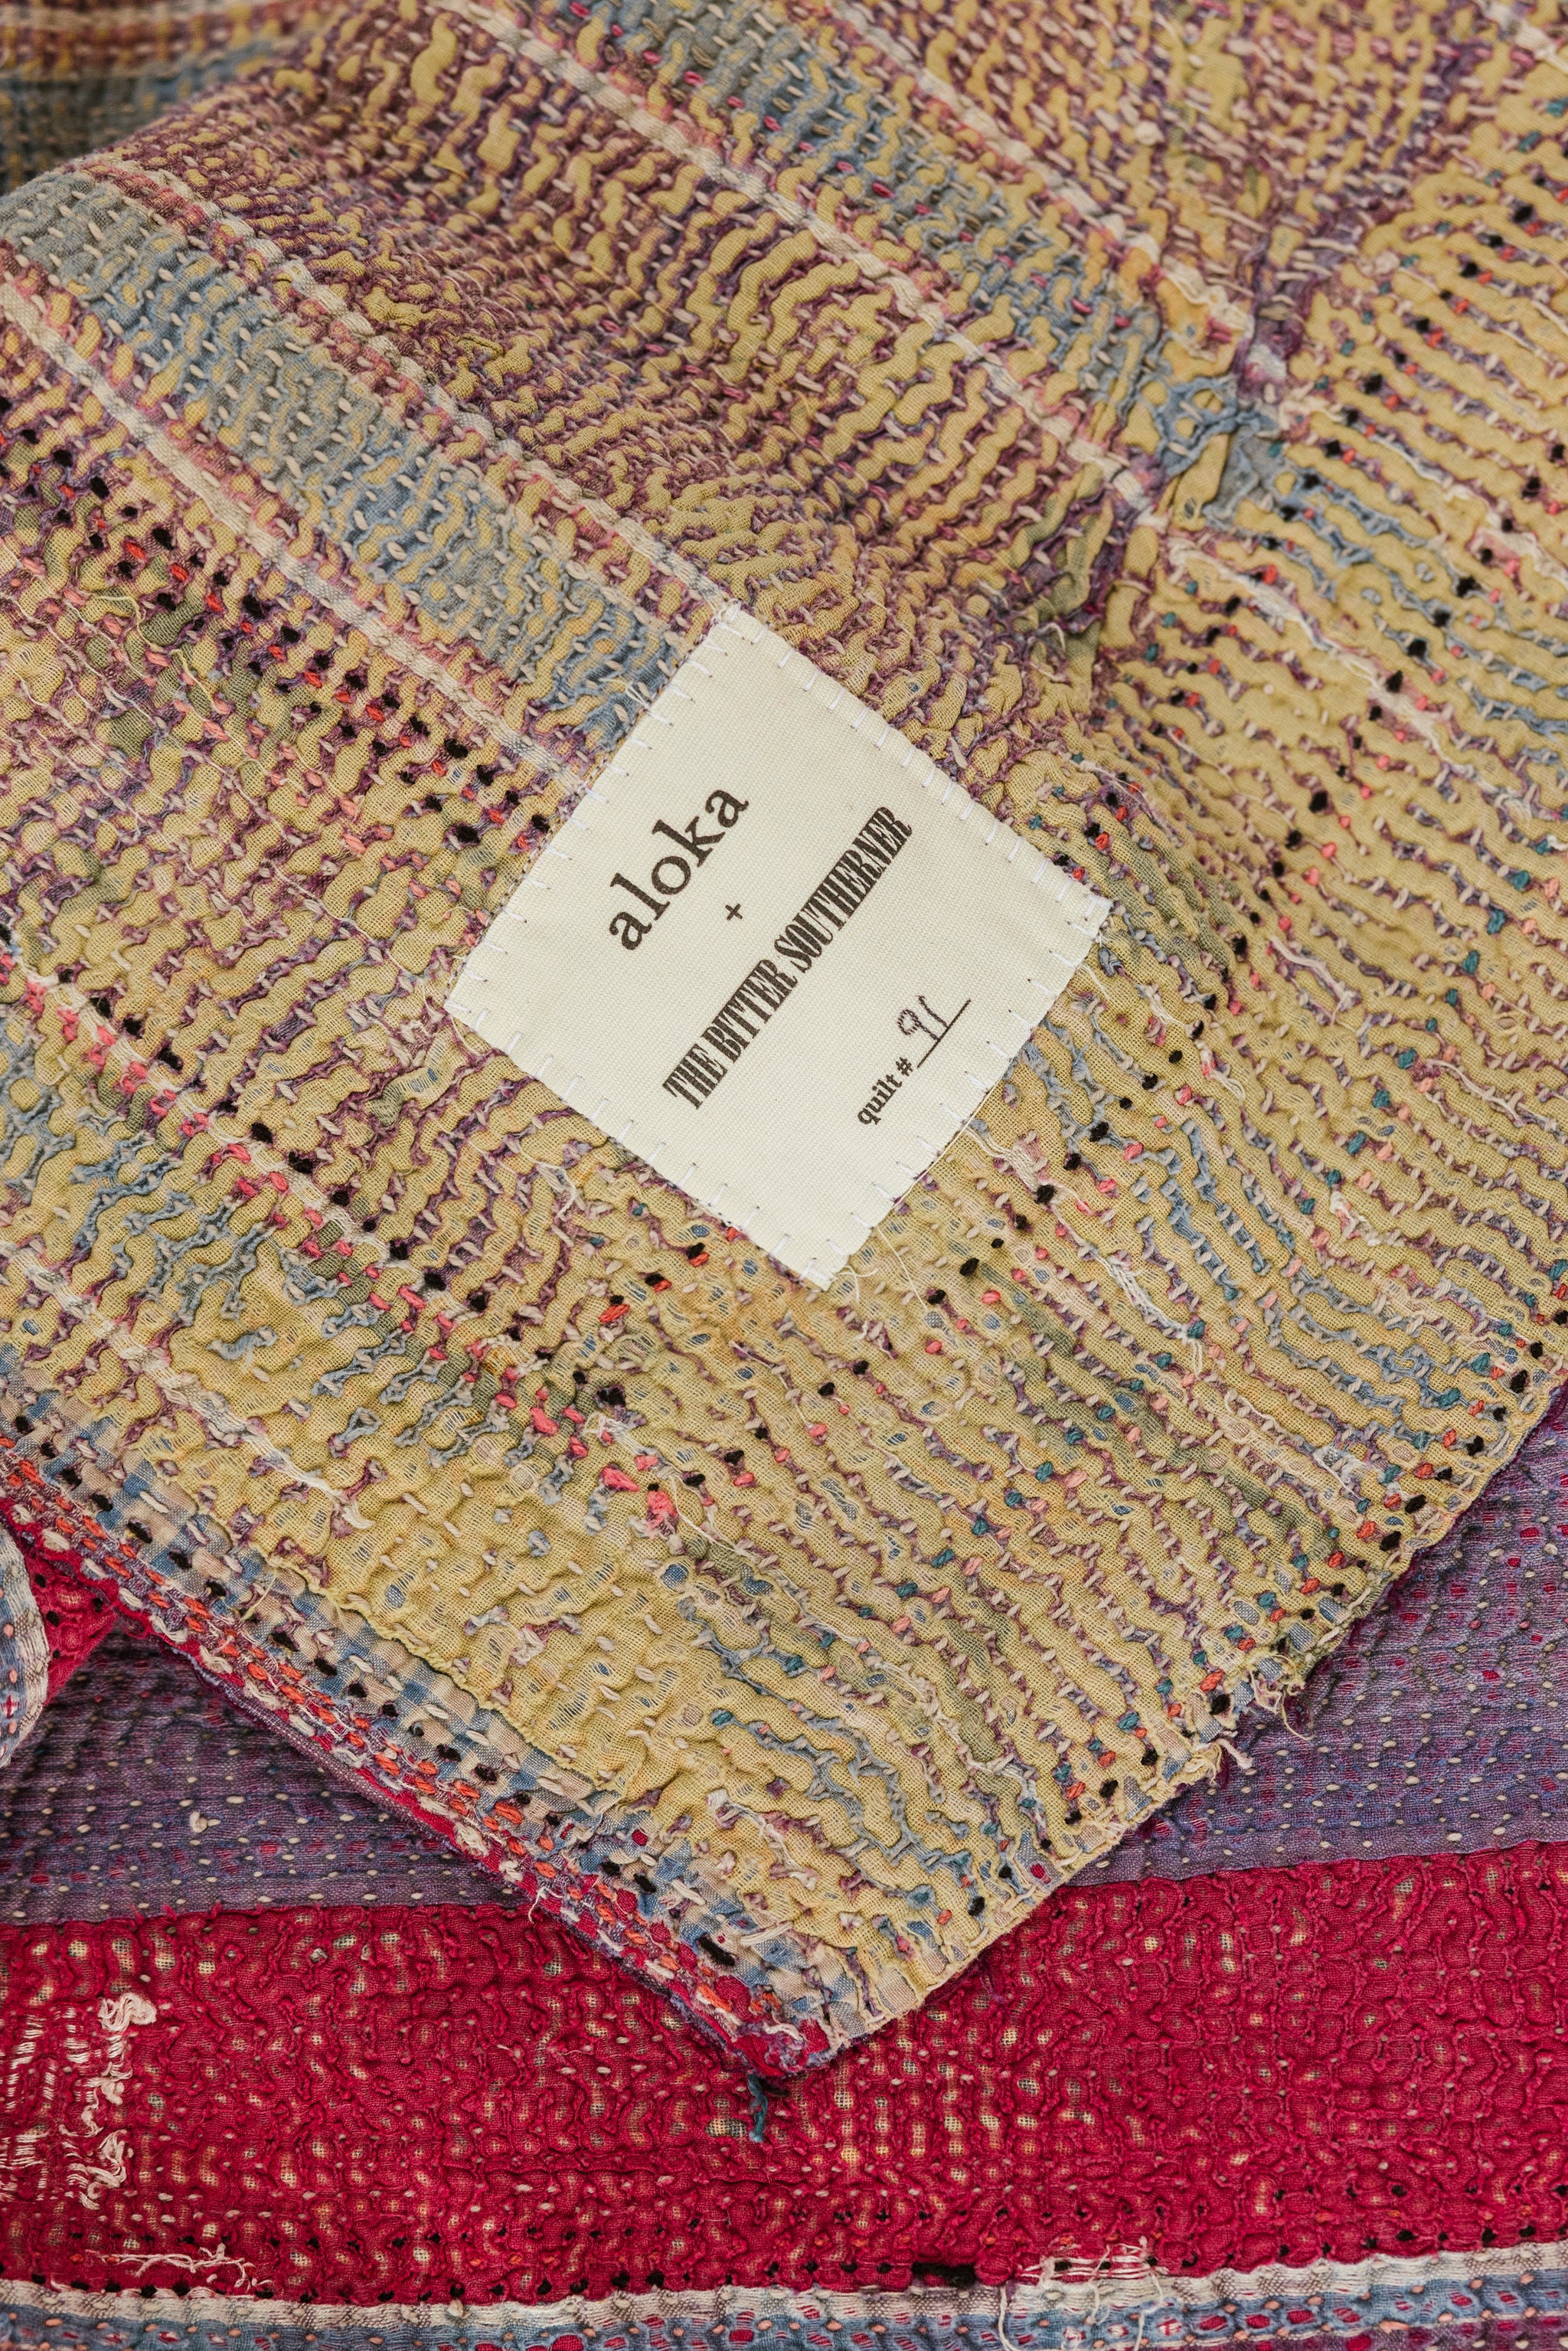 aloka
+
THE BITTER SOUTHERNER
quilt # 91